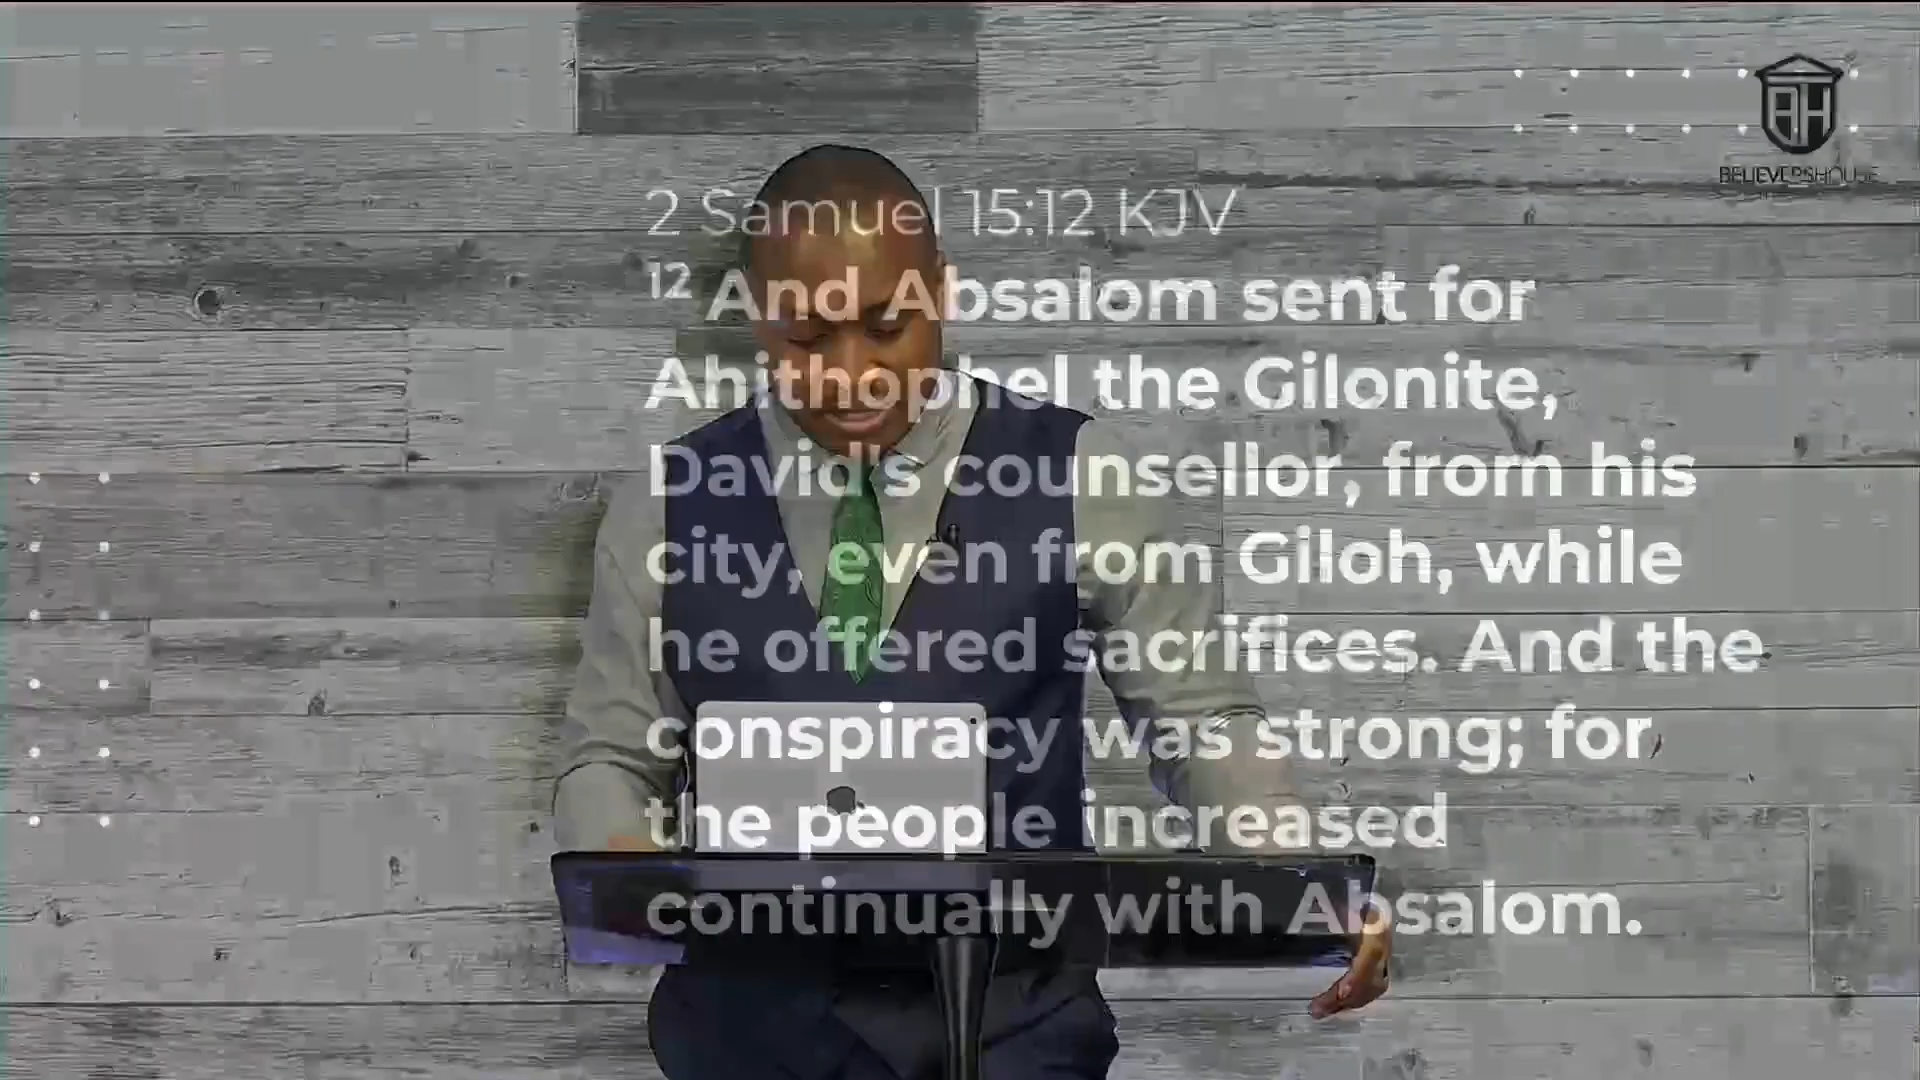 BELIEVERSHOUSE
2 Samuel 15:12 KJV
12 And Absalom sent for
Ahithophel the Gilonite,
David's counsellor, from his
city, even from Giloh, while
he offered sacrifices. And the
conspiracy was strong; for
the people increased
continually with Absalom.